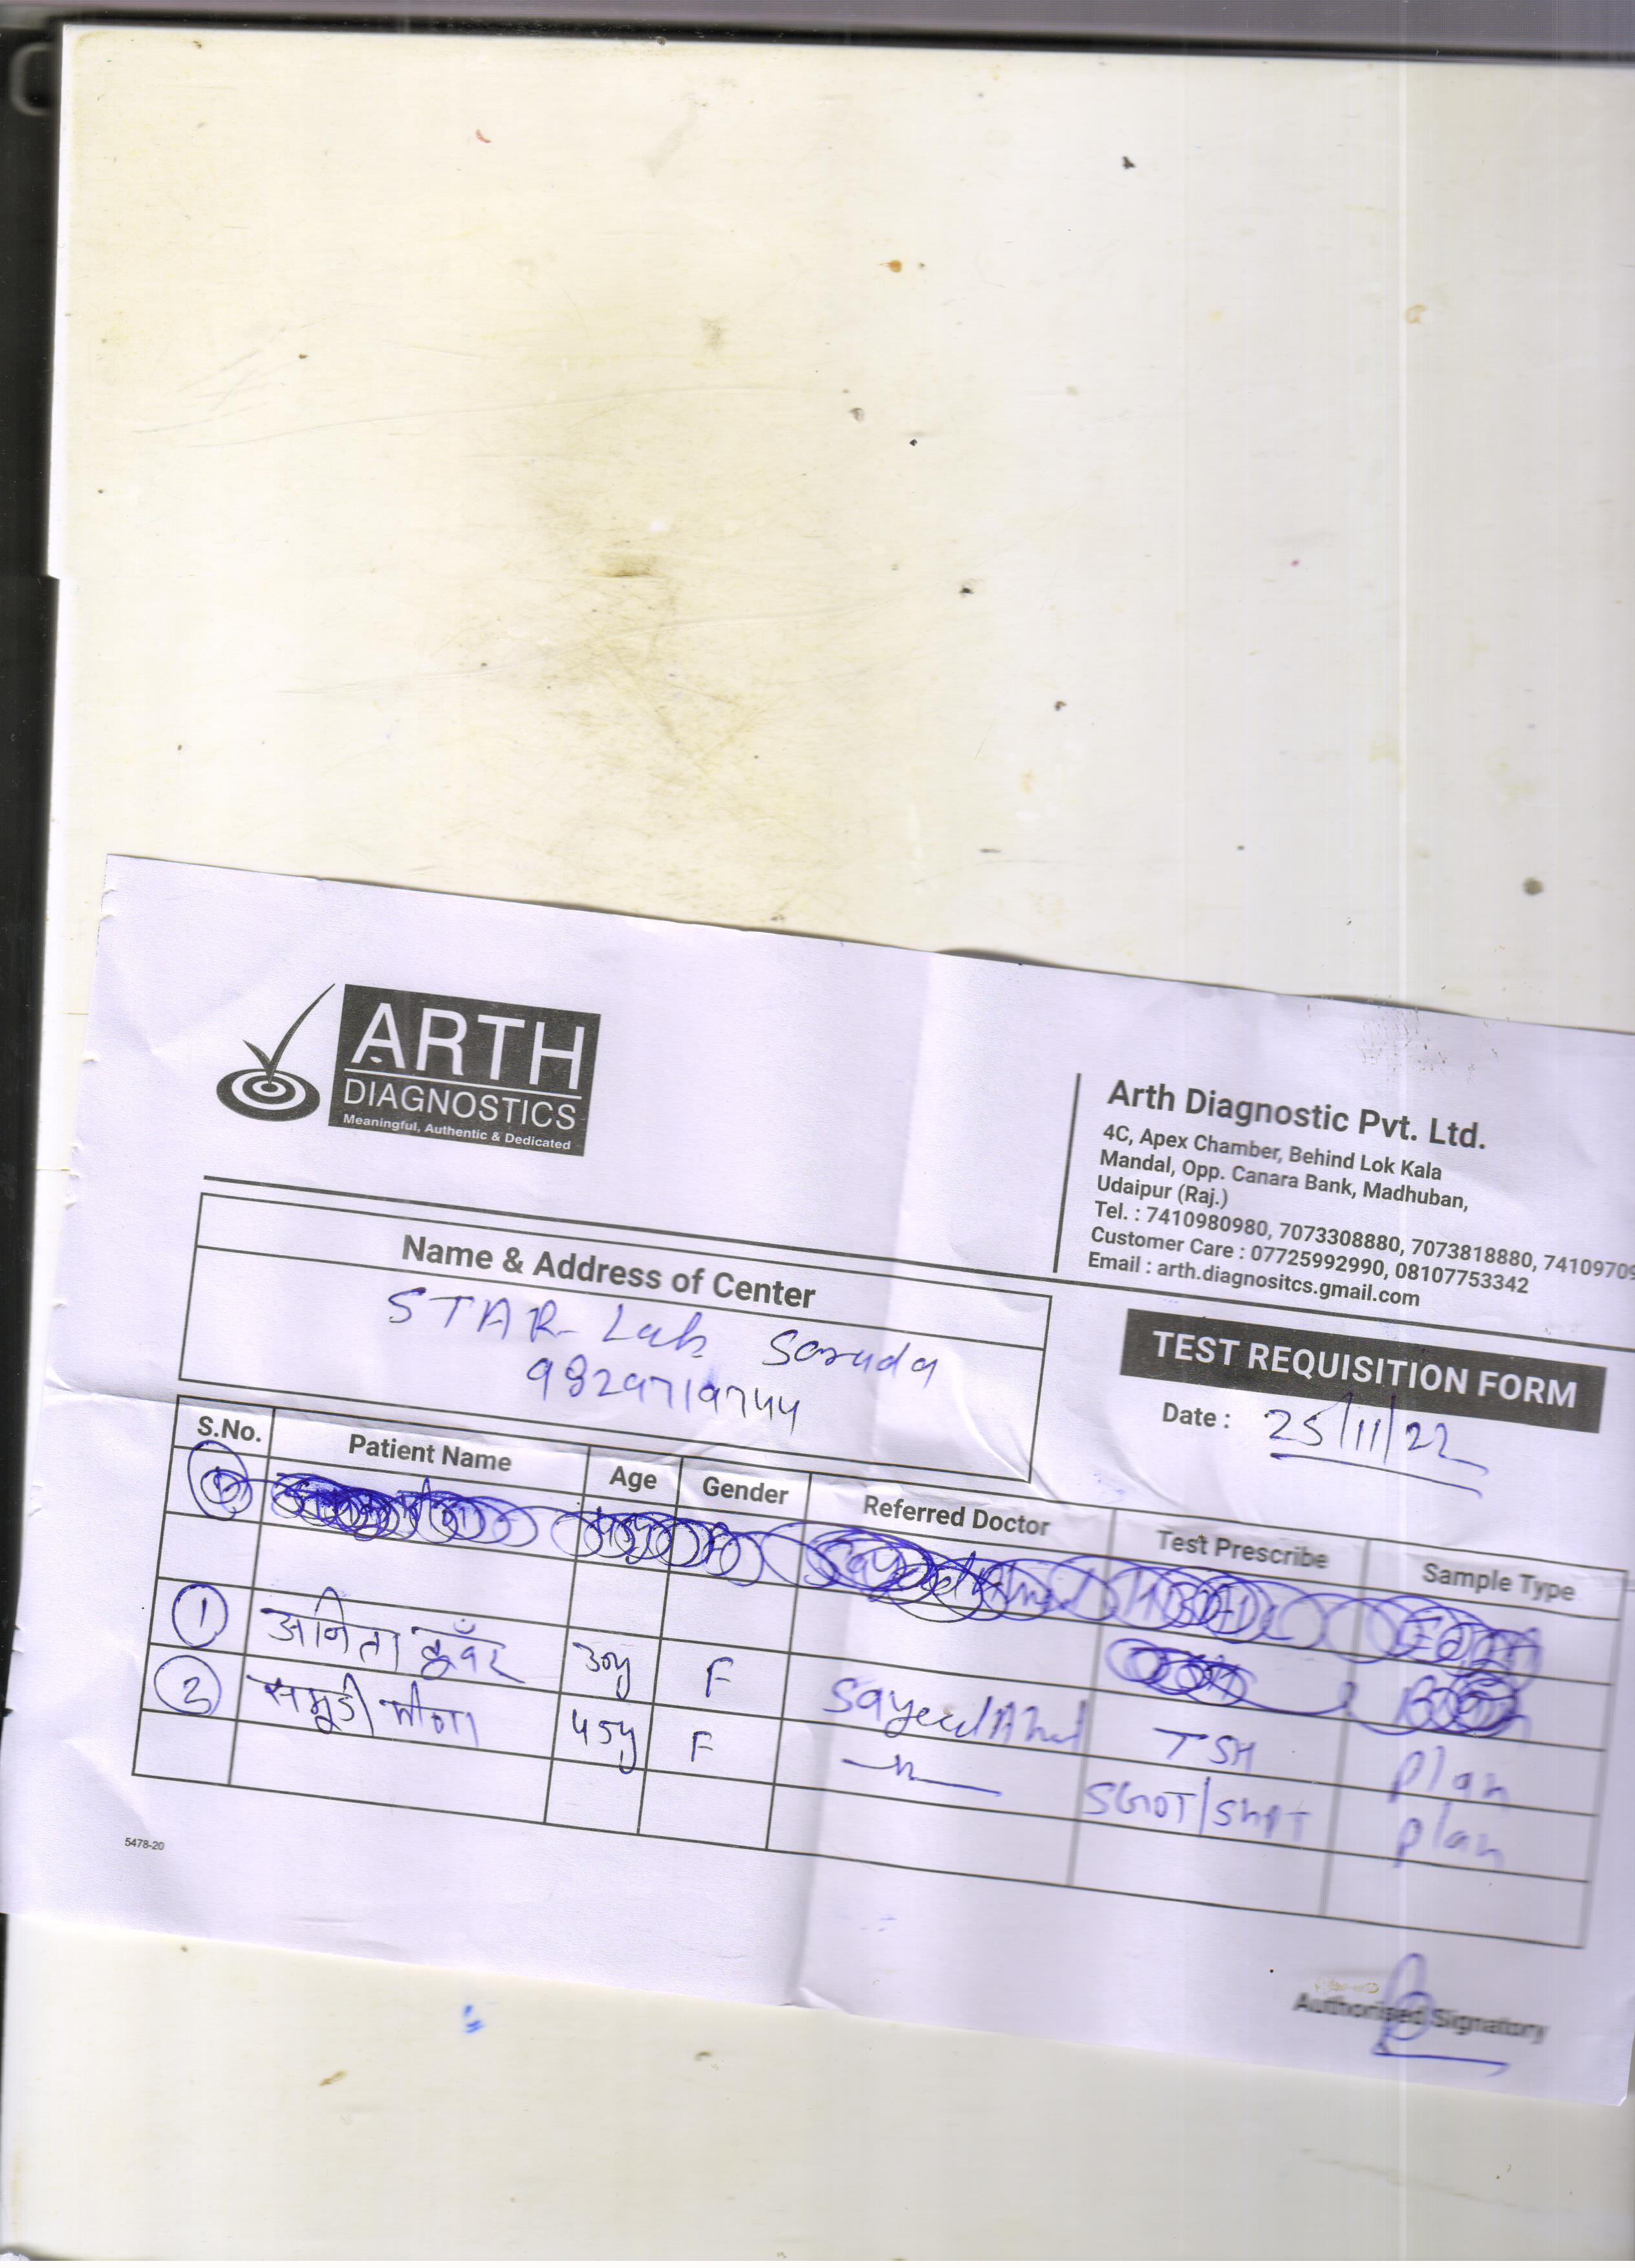 ARTH
DIAGNOSTICS
Meaningful, Authentic & Dedicated
Arth Diagnostic Pvt. Ltd.
4C, Apex Chamber, Behind Lok Kala
Mandal, Opp. Canara Bank, Madhuban,
Udaipur (Raj.)
Tel. : 7410980980, 7073308880, 7073818880, 74109709
Customer Care : 07725992990, 08107753342
Email : arth.diagnositcs.gmail.com
Name & Address of Center
STAR Lab Sarada
9829719744
TEST REQUISITION FORM
Date : 25/11/22
S.No. Patient Name Age Gender Referred Doctor Test Prescribe Sample Type
1 अनिता कूँवर 30y F Sayeed TSH plan
2 समूडी मीणा 45y F SGOT/SGPT plan
5478-20
Authorised Signatory